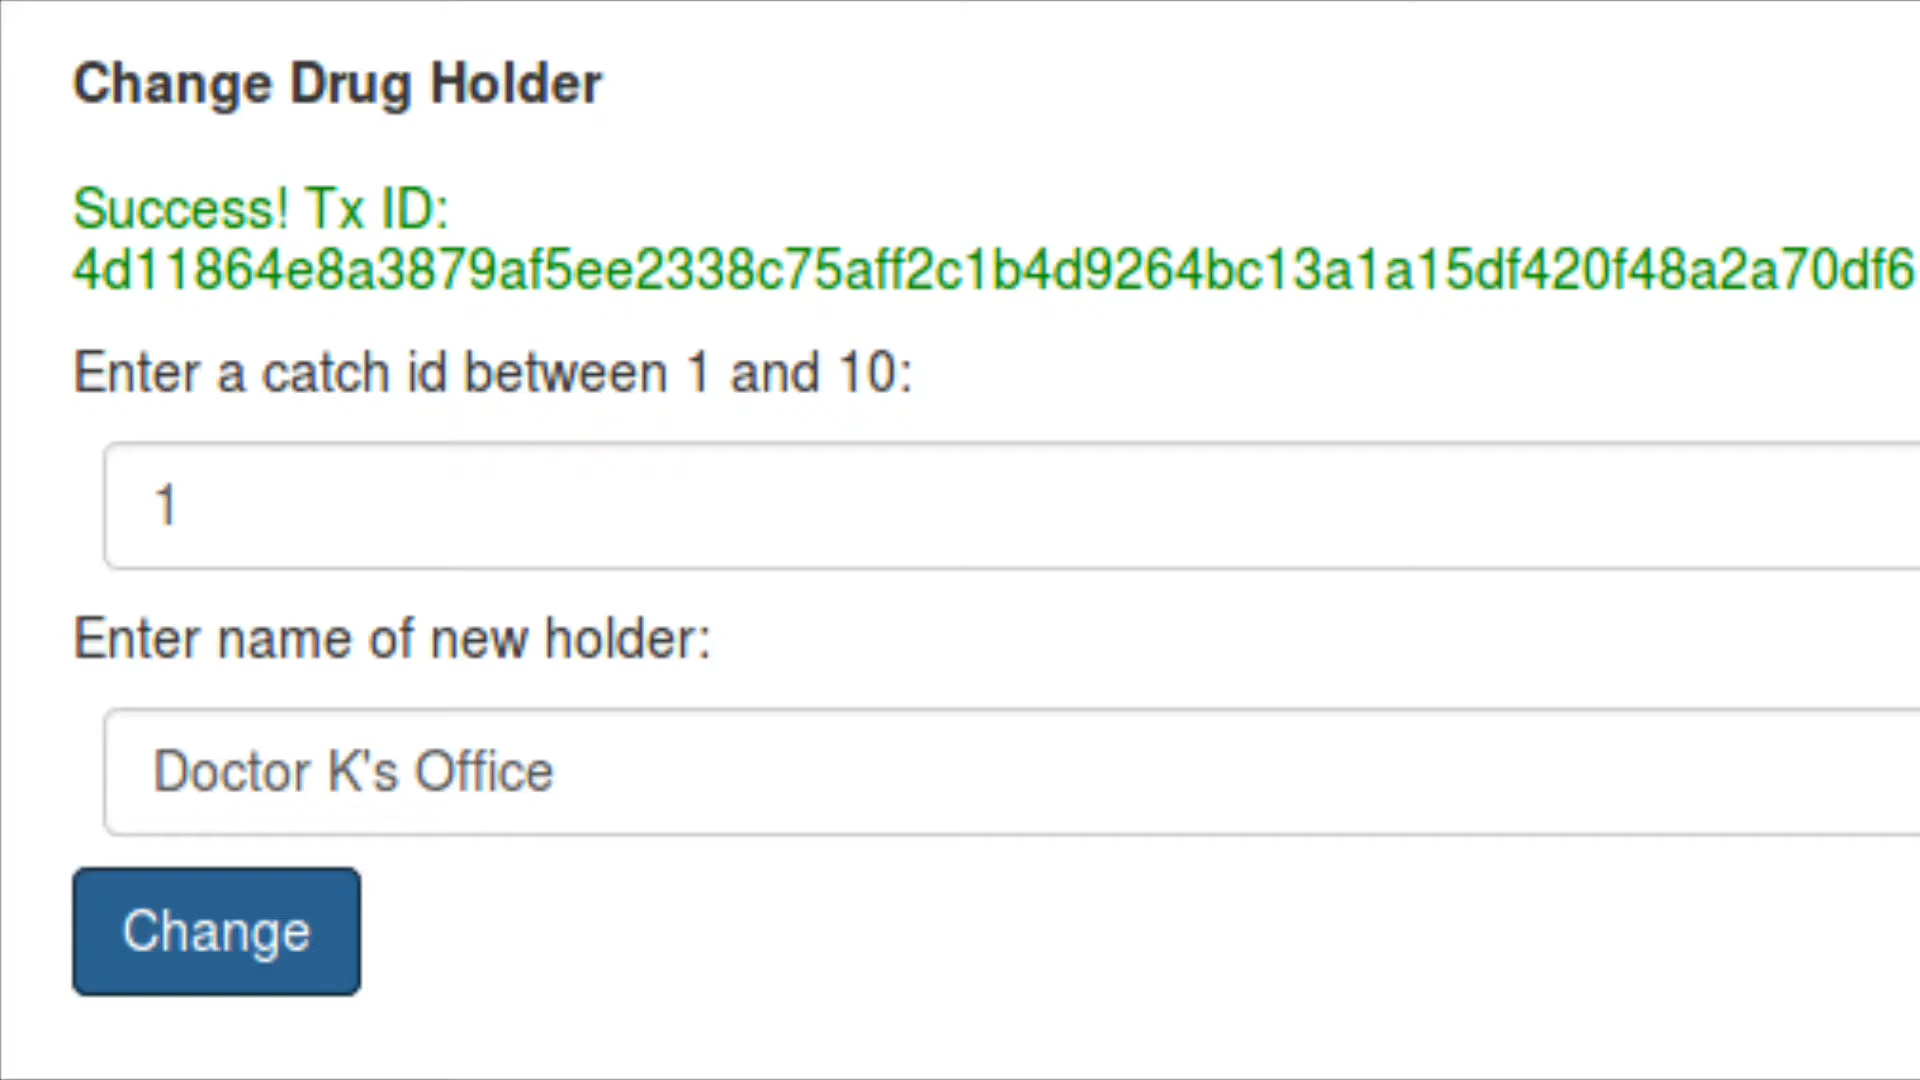 Change Drug Holder
Success! Tx ID:
4d11864e8a3879af5ee2338c75aff2c1b4d9264bc13a1a15df420f48a2a70df6
Enter a catch id between 1 and 10:
1
Enter name of new holder:
Doctor K's Office
Change